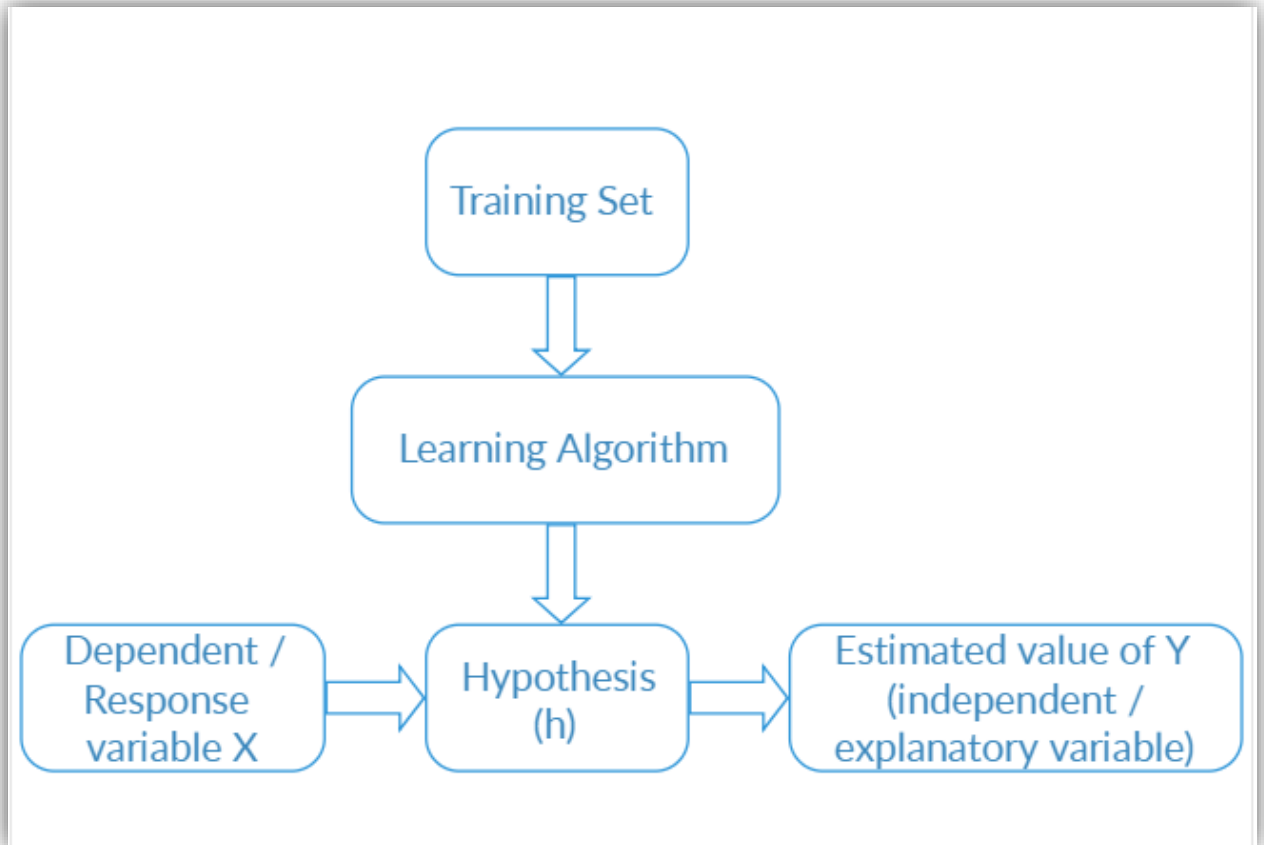 Training Set
Learning Algorithm
Dependent /
Response
variable X
Hypothesis
(h)
Estimated value of Y
(independent /
explanatory variable)